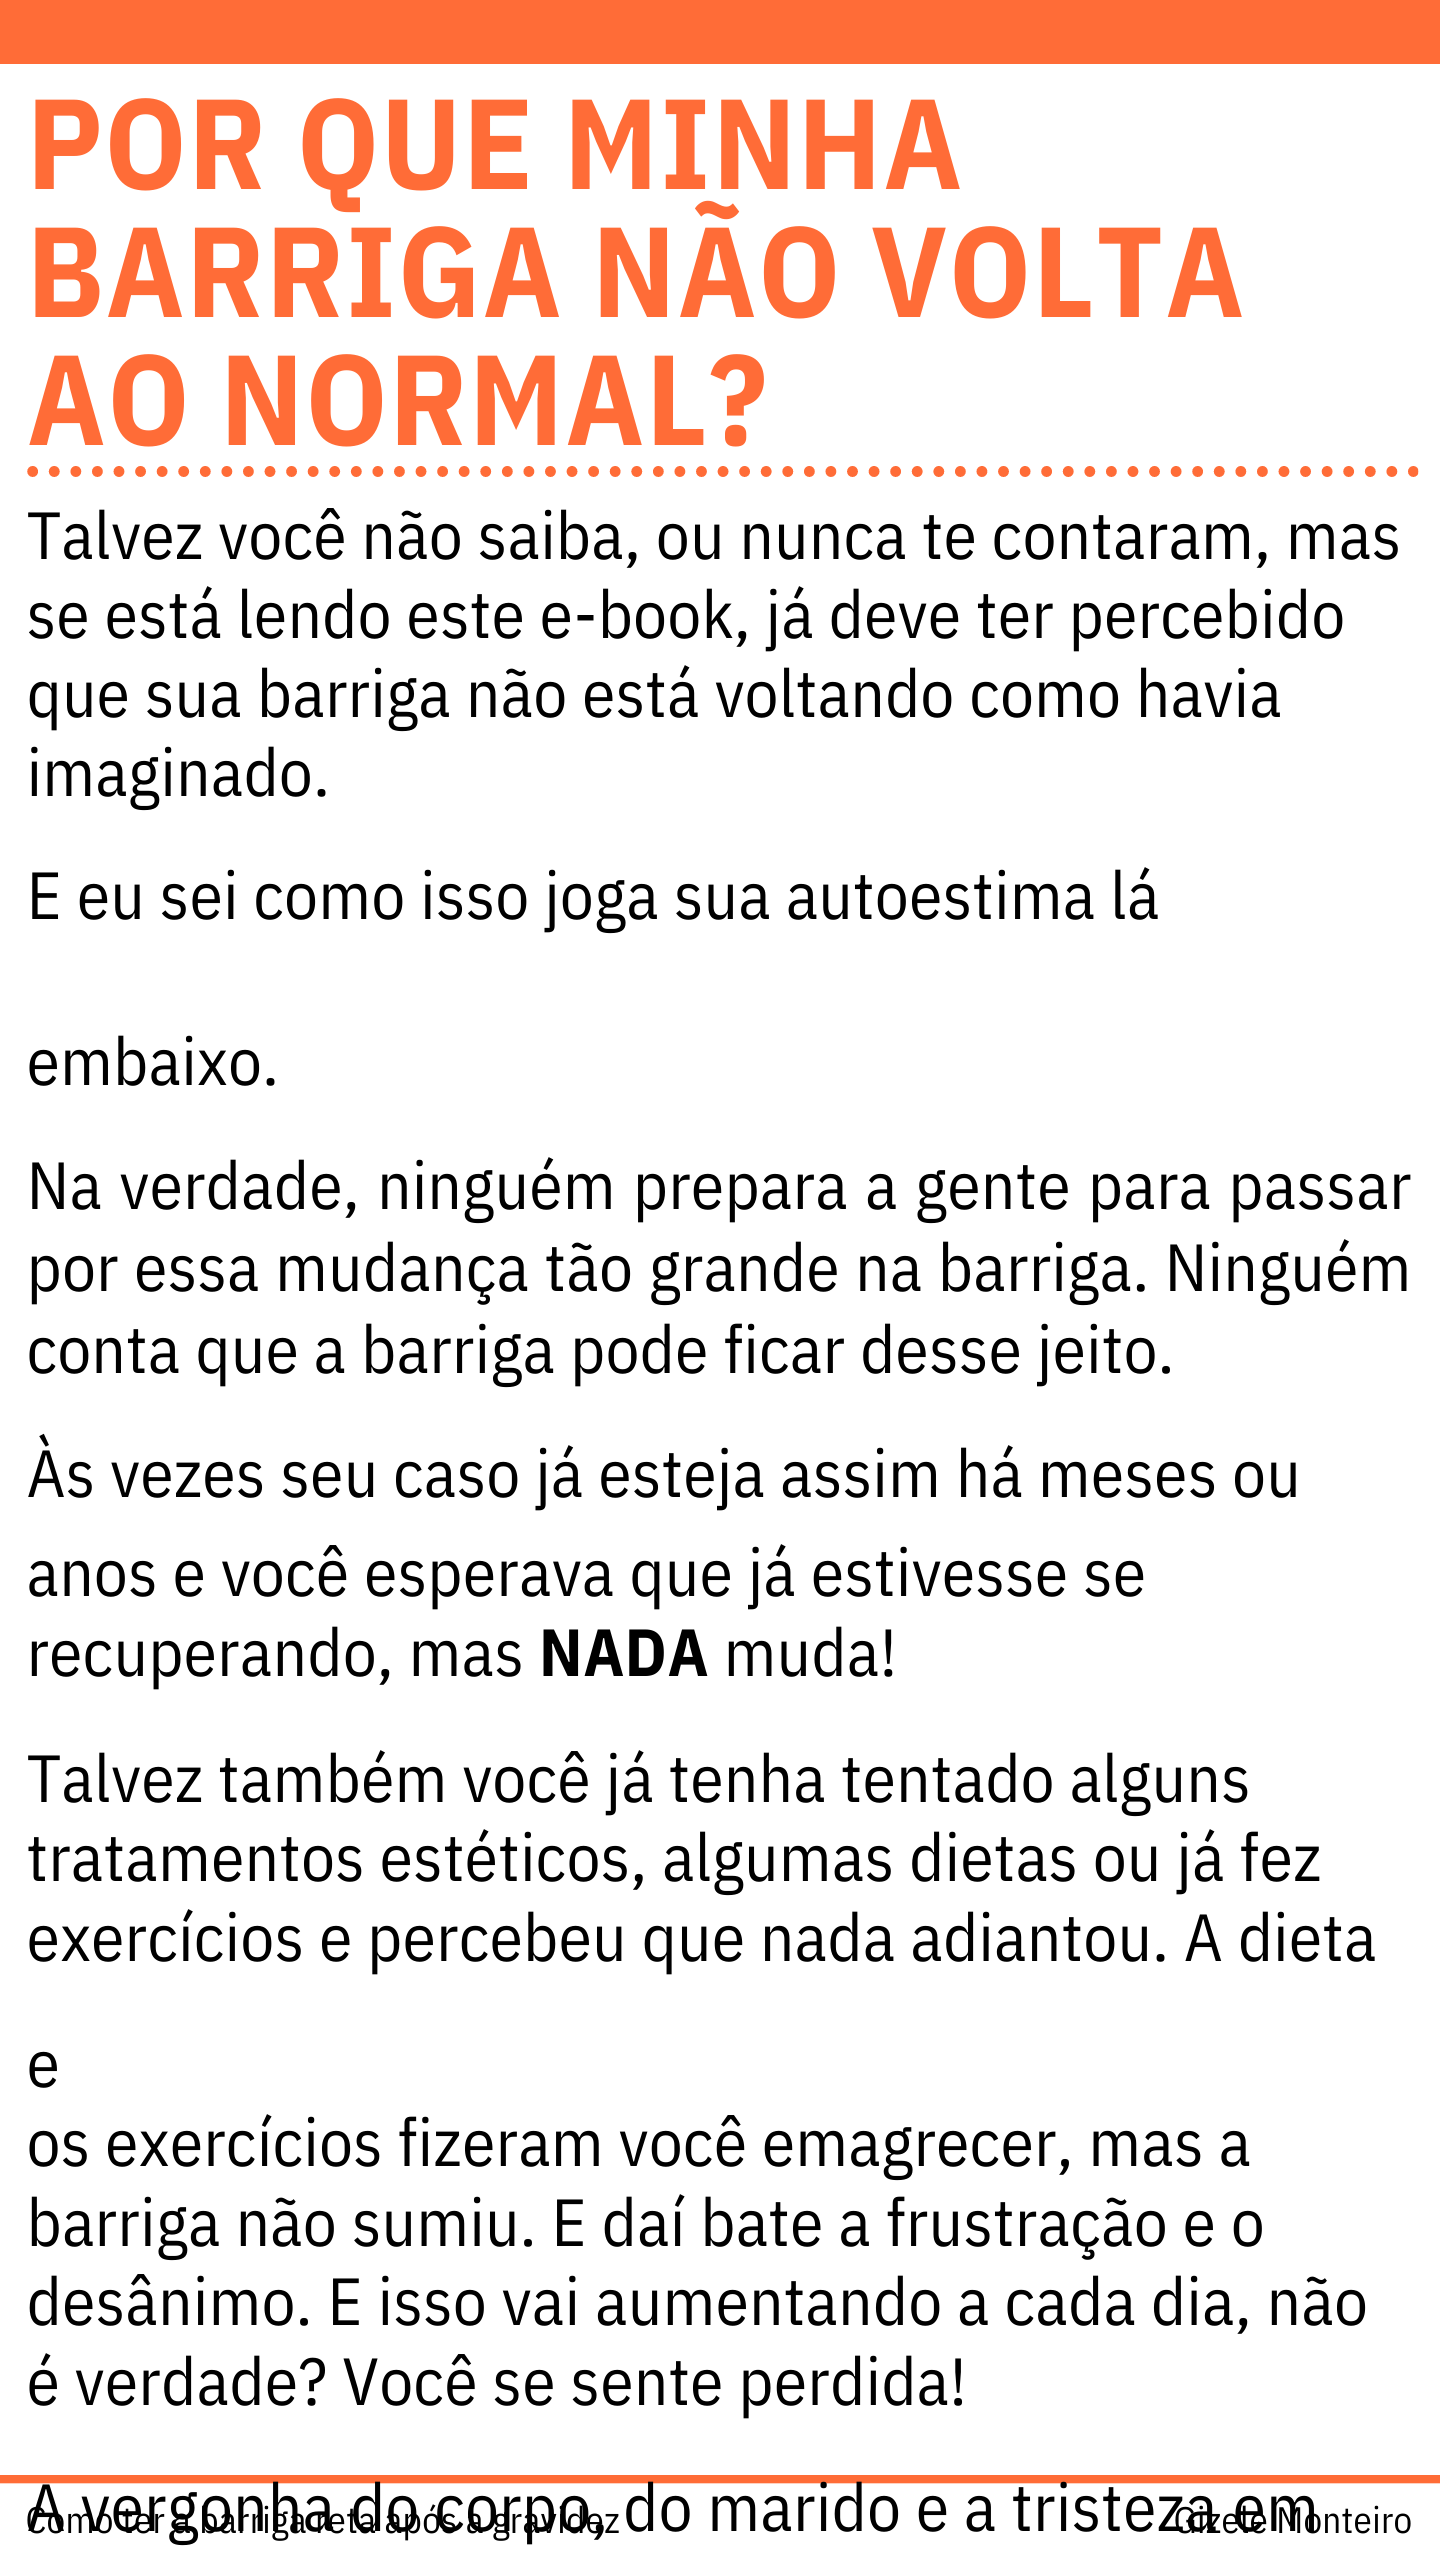 POR QUE MINHA
BARRIGA NÃO VOLTA
AO NORMAL?
Talvez você não saiba, ou nunca te contaram, mas
se está lendo este e-book, já deve ter percebido
que sua barriga não está voltando como havia
imaginado.
E eu sei como isso joga sua autoestima lá
embaixo.
Na verdade, ninguém prepara a gente para passar
por essa mudança tão grande na barriga. Ninguém
conta que a barriga pode ficar desse jeito.
Às vezes seu caso já esteja assim há meses ou
anos e você esperava que já estivesse se
recuperando, mas NADA muda!
Talvez também você já tenha tentado alguns
tratamentos estéticos, algumas dietas ou já fez
exercícios e percebeu que nada adiantou. A dieta
e
os exercícios fizeram você emagrecer, mas a
barriga não sumiu. E daí bate a frustração e o
desânimo. E isso vai aumentando a cada dia, não
é verdade? Você se sente perdida!
A vergonha do corpo, do marido e a tristeza em
Como ter a barriga reta após a gravidez
Gizete Monteiro